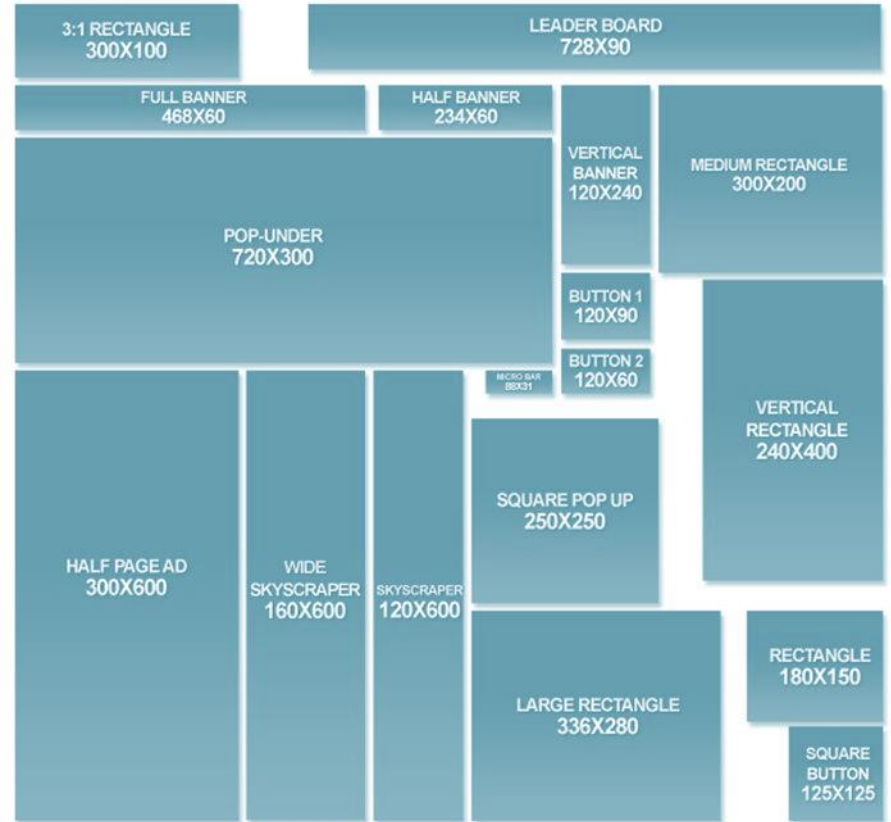 3:1 RECTANGLE
300X100
LEADER BOARD
728X90
FULL BANNER
468X60
HALF BANNER
234X60
VERTICAL
BANNER
120X240
MEDIUM RECTANGLE
300X200
POP-UNDER
720X300
BUTTON 1
120X90
BUTTON 2
120X60
MICRO BAR
88X31
VERTICAL
RECTANGLE
240X400
SQUARE POP UP
250X250
HALF PAGE AD
300X600
WIDE
SKYSCRAPER
160X600
SKYSCRAPER
120X600
LARGE RECTANGLE
336X280
RECTANGLE
180X150
SQUARE
BUTTON
125X125